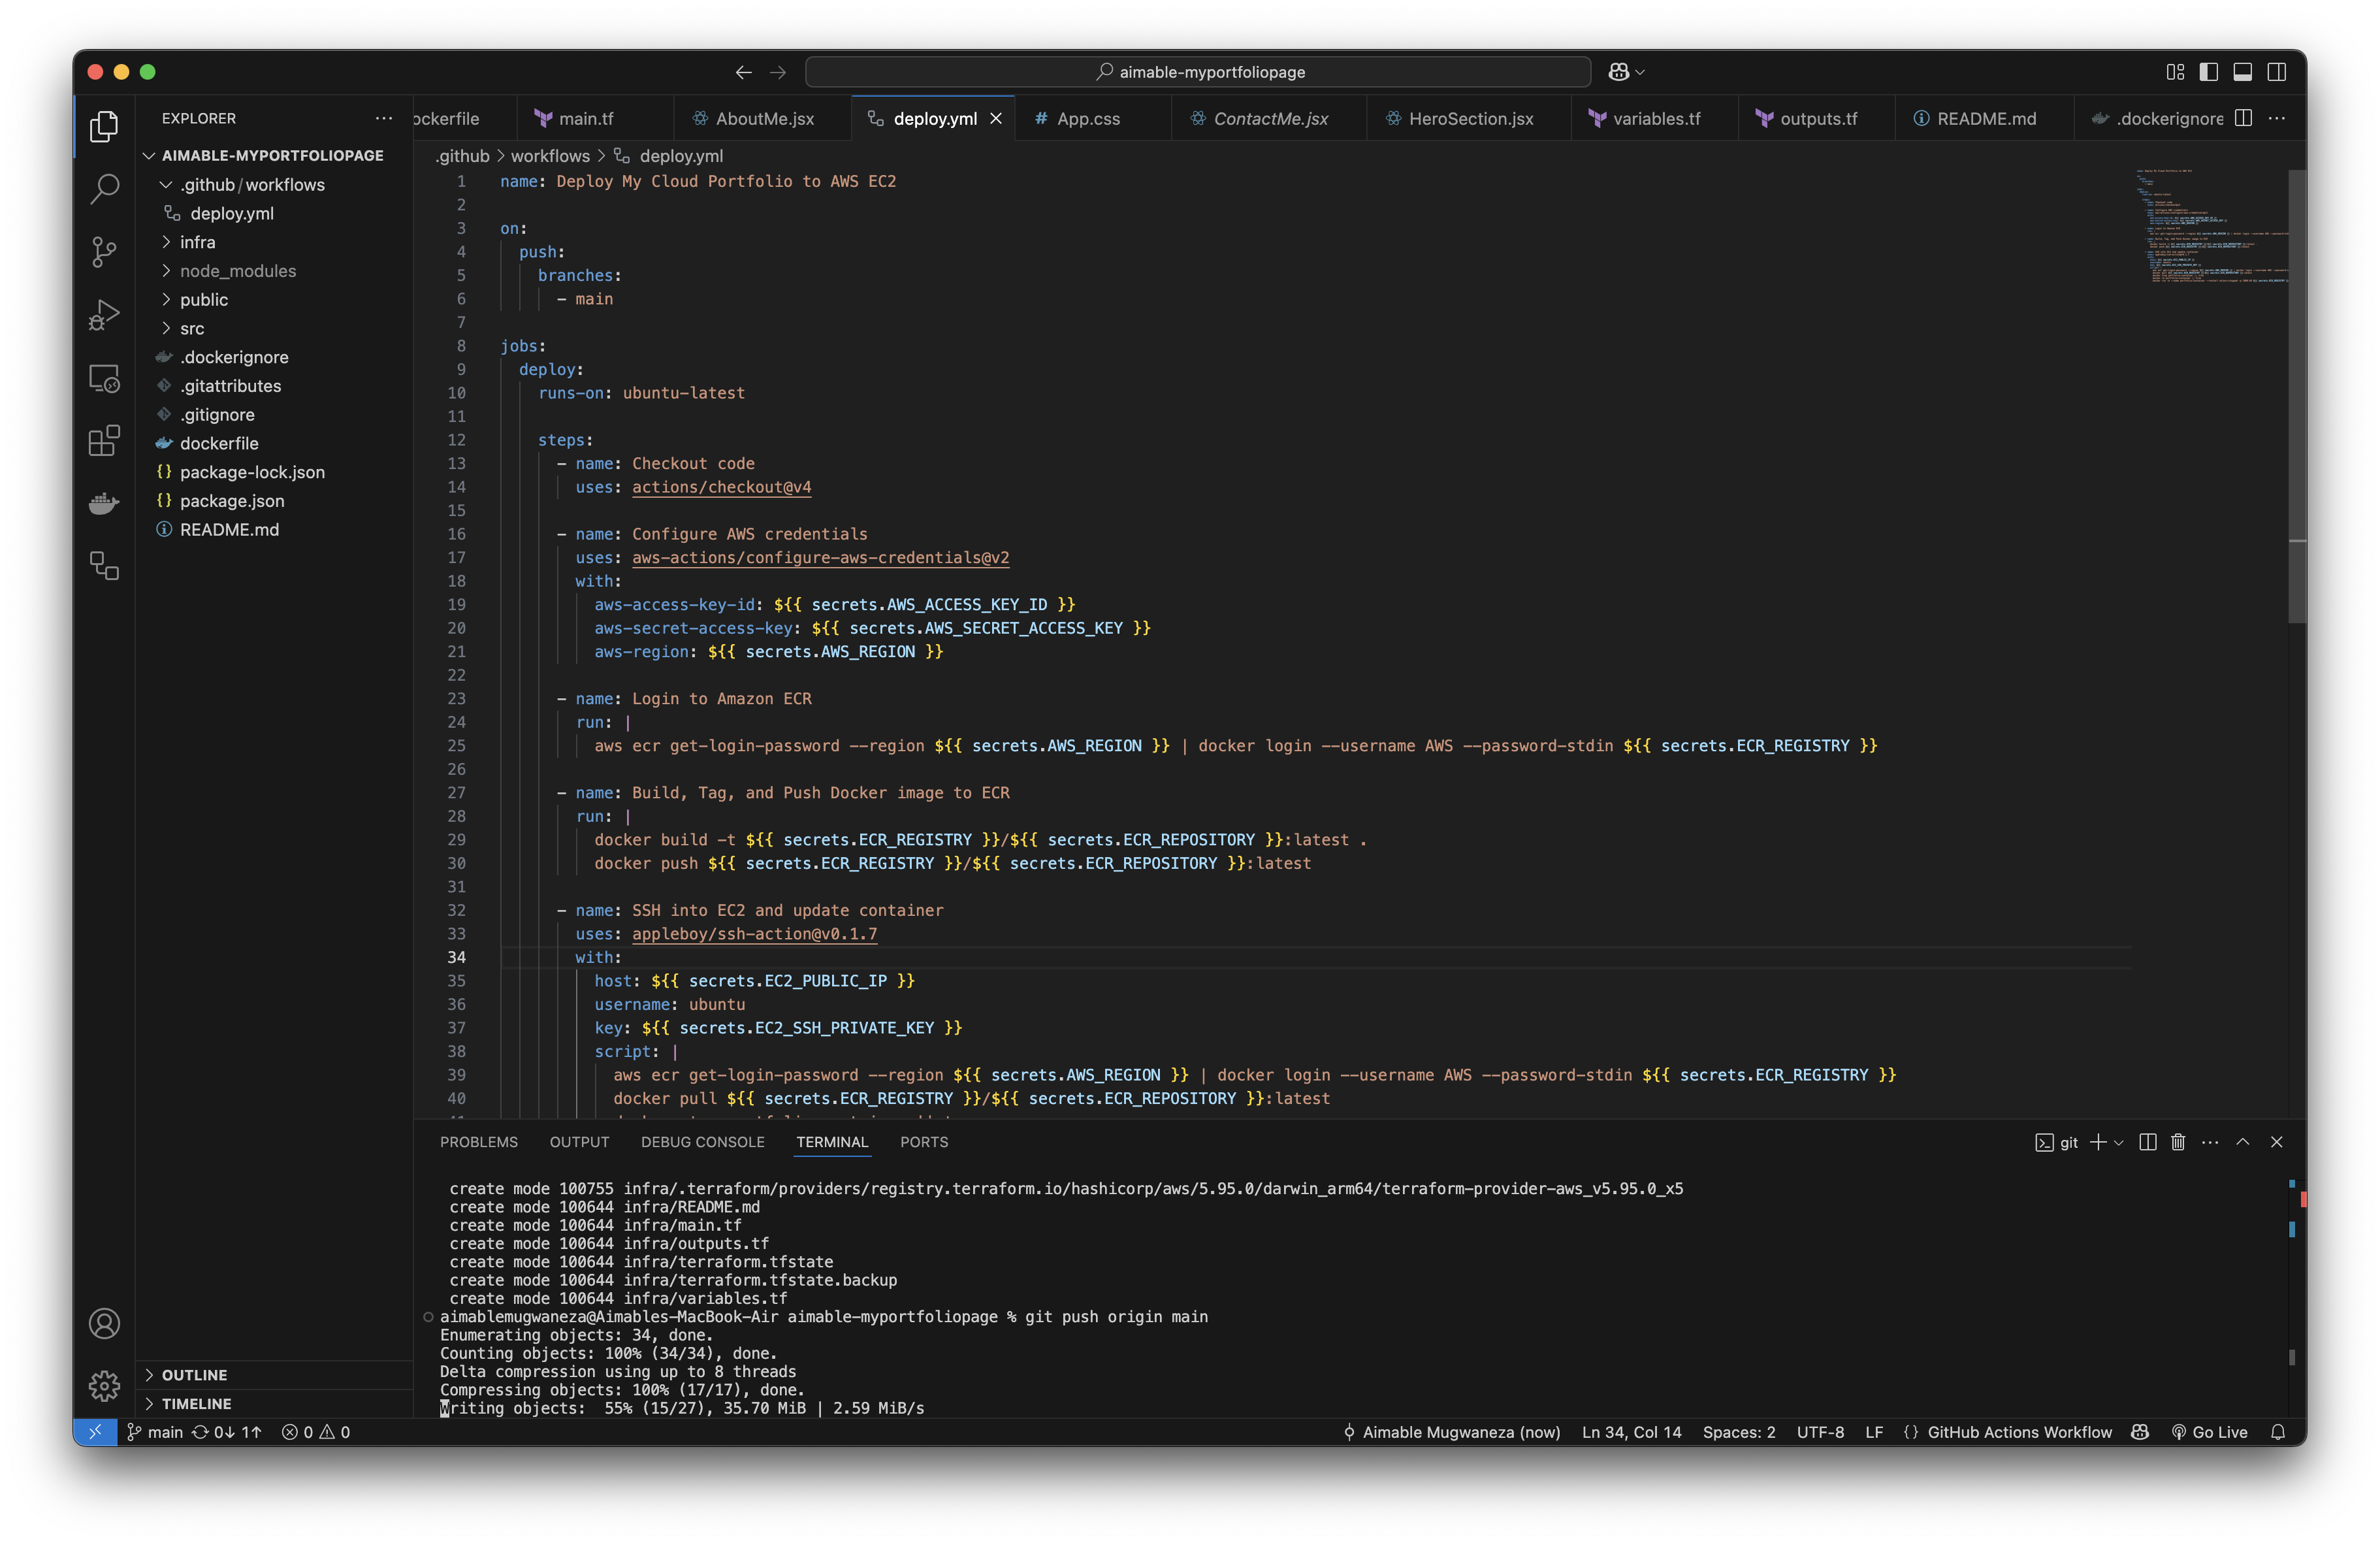 aimable-myportfoliopage
EXPLORER
ockerfile
main.tf
AboutMe.jsx
deploy.yml
App.css
ContactMe.jsx
HeroSection.jsx
variables.tf
outputs.tf
README.md
.dockerignore
AIMABLE-MYPORTFOLIOPAGE
.github/workflows
deploy.yml
infra
node_modules
public
src
.dockerignore
.gitattributes
.gitignore
dockerfile
package-lock.json
package.json
README.md
OUTLINE
TIMELINE
.github > workflows > deploy.yml
1 name: Deploy My Cloud Portfolio to AWS EC2
2
3 on:
4 push:
5 branches:
6 - main
7
8 jobs:
9 deploy:
10 runs-on: ubuntu-latest
11
12 steps:
13 - name: Checkout code
14 uses: actions/checkout@v4
15
16 - name: Configure AWS credentials
17 uses: aws-actions/configure-aws-credentials@v2
18 with:
19 aws-access-key-id: ${{ secrets.AWS_ACCESS_KEY_ID }}
20 aws-secret-access-key: ${{ secrets.AWS_SECRET_ACCESS_KEY }}
21 aws-region: ${{ secrets.AWS_REGION }}
22
23 - name: Login to Amazon ECR
24 run: |
25 aws ecr get-login-password --region ${{ secrets.AWS_REGION }} | docker login --username AWS --password-stdin ${{ secrets.ECR_REGISTRY }}
26
27 - name: Build, Tag, and Push Docker image to ECR
28 run: |
29 docker build -t ${{ secrets.ECR_REGISTRY }}/${{ secrets.ECR_REPOSITORY }}:latest .
30 docker push ${{ secrets.ECR_REGISTRY }}/${{ secrets.ECR_REPOSITORY }}:latest
31
32 - name: SSH into EC2 and update container
33 uses: appleboy/ssh-action@v0.1.7
34 with:
35 host: ${{ secrets.EC2_PUBLIC_IP }}
36 username: ubuntu
37 key: ${{ secrets.EC2_SSH_PRIVATE_KEY }}
38 script: |
39 aws ecr get-login-password --region ${{ secrets.AWS_REGION }} | docker login --username AWS --password-stdin ${{ secrets.ECR_REGISTRY }}
40 docker pull ${{ secrets.ECR_REGISTRY }}/${{ secrets.ECR_REPOSITORY }}:latest
PROBLEMS OUTPUT DEBUG CONSOLE TERMINAL PORTS
git
create mode 100755 infra/.terraform/providers/registry.terraform.io/hashicorp/aws/5.95.0/darwin_arm64/terraform-provider-aws_v5.95.0_x5
create mode 100644 infra/README.md
create mode 100644 infra/main.tf
create mode 100644 infra/outputs.tf
create mode 100644 infra/terraform.tfstate
create mode 100644 infra/terraform.tfstate.backup
create mode 100644 infra/variables.tf
aimablemugwaneza@Aimables-MacBook-Air aimable-myportfoliopage % git push origin main
Enumerating objects: 34, done.
Counting objects: 100% (34/34), done.
Delta compression using up to 8 threads
Compressing objects: 100% (17/17), done.
Writing objects: 55% (15/27), 35.70 MiB | 2.59 MiB/s
main 0↓ 1↑ 0 0 Aimable Mugwaneza (now) Ln 34, Col 14 Spaces: 2 UTF-8 LF {} GitHub Actions Workflow Go Live